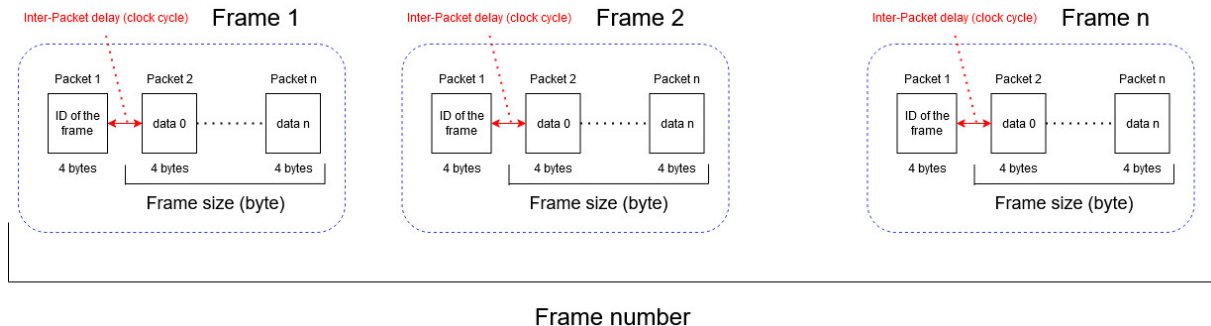 Inter-Packet delay (clock cycle)
Frame 1
Packet 1
Packet 2
Packet n
ID of the
frame
data 0
data n
4 bytes
4 bytes
4 bytes
Frame size (byte)
Inter-Packet delay (clock cycle)
Frame 2
Packet 1
Packet 2
Packet n
ID of the
frame
data 0
data n
4 bytes
4 bytes
4 bytes
Frame size (byte)
Inter-Packet delay (clock cycle)
Frame n
Packet 1
Packet 2
Packet n
ID of the
frame
data 0
data n
4 bytes
4 bytes
4 bytes
Frame size (byte)
Frame number